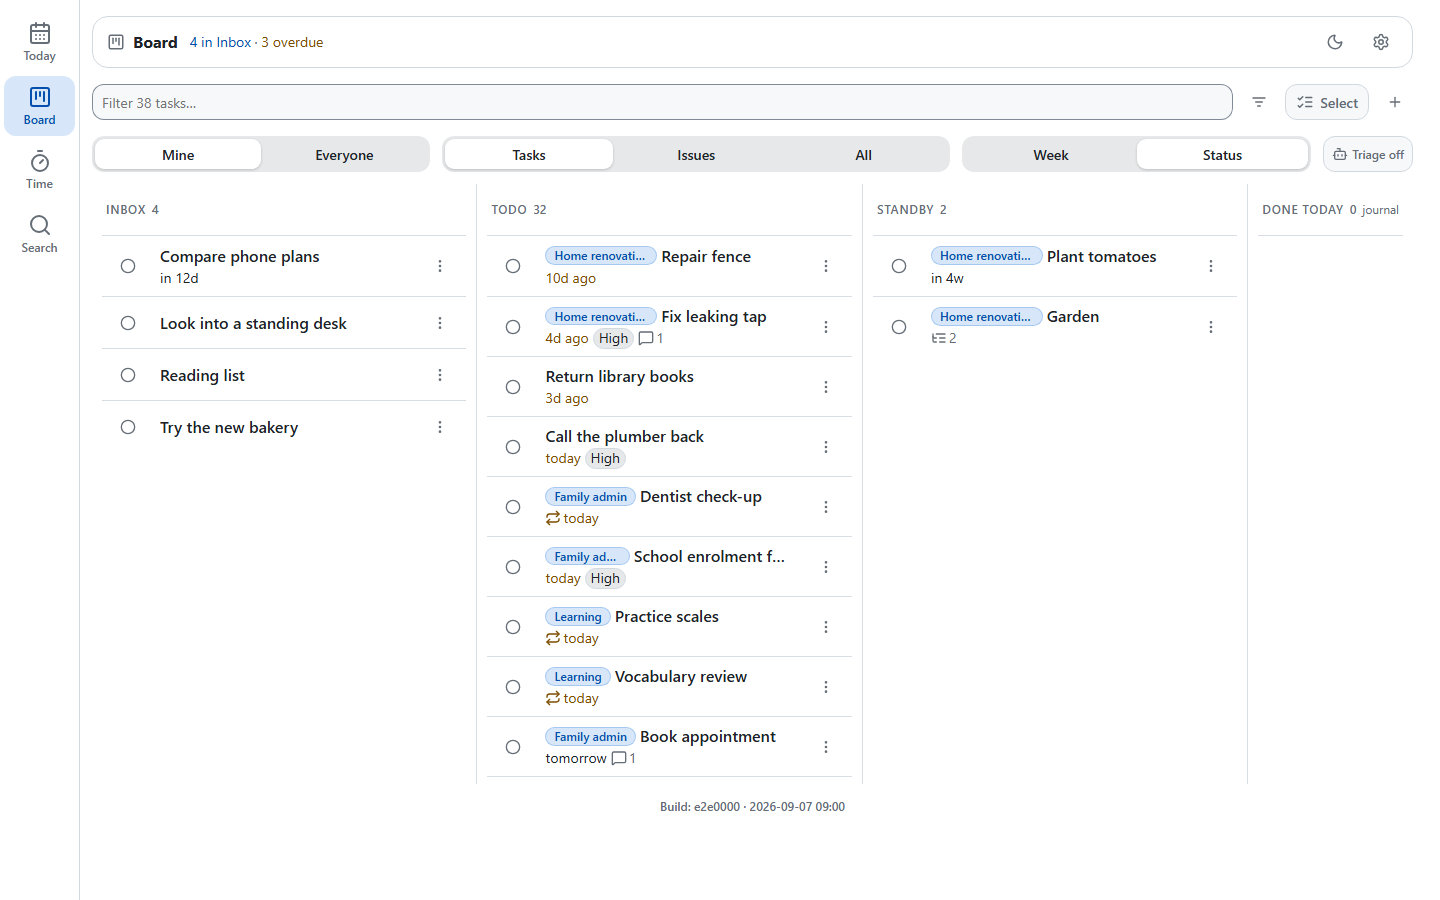 Today
Board
Time
Search
Board 4 in Inbox · 3 overdue
Filter 38 tasks...
Select
Mine Everyone
Tasks Issues All
Week Status
Triage off
INBOX 4
Compare phone plans
in 12d
Look into a standing desk
Reading list
Try the new bakery
TODO 32
Home renovati... Repair fence
10d ago
Home renovati... Fix leaking tap
4d ago High 1
Return library books
3d ago
Call the plumber back
today High
Family admin Dentist check-up
today
Family ad... School enrolment f...
today High
Learning Practice scales
today
Learning Vocabulary review
today
Family admin Book appointment
tomorrow 1
STANDBY 2
Home renovati... Plant tomatoes
in 4w
Home renovati... Garden
2
DONE TODAY 0 journal
Build: e2e0000 · 2026-09-07 09:00